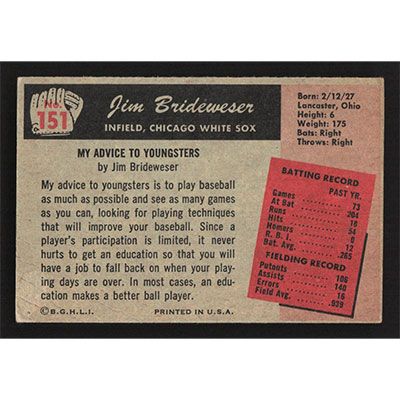 No.
151
Jim Brideweser
INFIELD, CHICAGO WHITE SOX
Born: 2/12/27
Lancaster, Ohio
Height: 6
Weight: 175
Bats: Right
Throws: Right
MY ADVICE TO YOUNGSTERS
by Jim Brideweser
My advice to youngsters is to play baseball
as much as possible and see as many games
as you can, looking for playing techniques
that will improve your baseball. Since a
player's participation is limited, it never
hurts to get an education so that you will
have a job to fall back on when your play-
ing days are over. In most cases, an edu-
cation makes a better ball player.
BATTING RECORD
PAST YR.
Games 73
At Bat 204
Runs 18
Hits 54
Homers 0
R. B. I. 12
Bat. Avg. .265
FIELDING RECORD
Putouts 106
Assists 140
Errors 16
Field Avg. .939
©B.G.H.L.I.
PRINTED IN U.S.A.